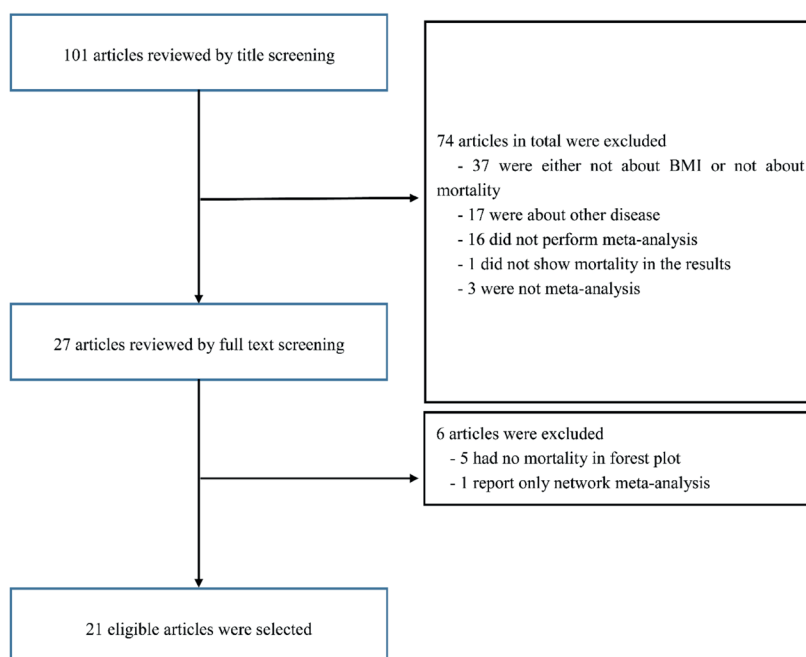 101 articles reviewed by title screening
74 articles in total were excluded
- 37 were either not about BMI or not about
mortality
- 17 were about other disease
- 16 did not perform meta-analysis
- 1 did not show mortality in the results
- 3 were not meta-analysis
27 articles reviewed by full text screening
6 articles were excluded
- 5 had no mortality in forest plot
- 1 report only network meta-analysis
21 eligible articles were selected